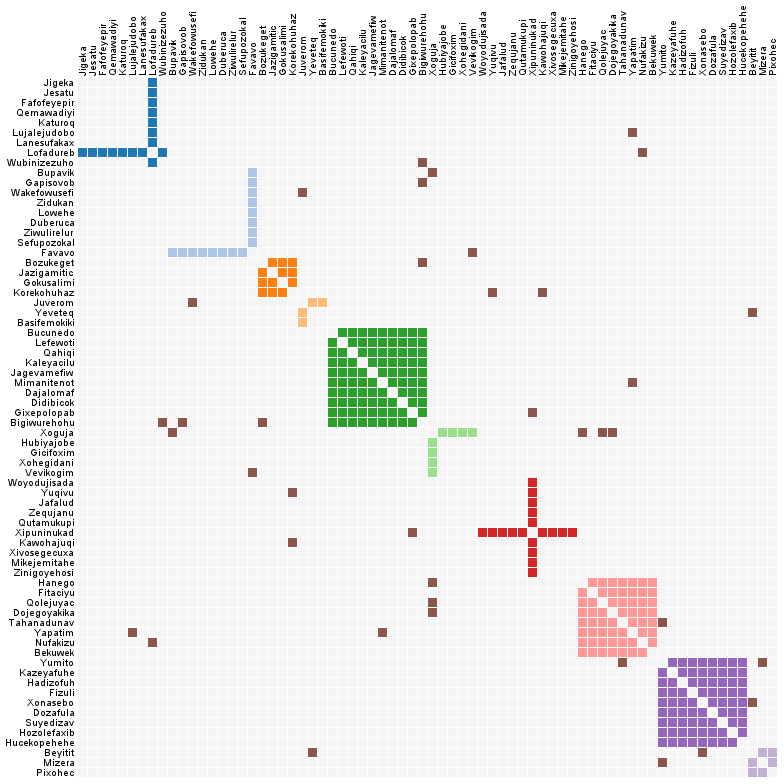 Jigeka
Jesatu
Fafofeyepir
Qemawadiyi
Katuroq
Lujalejudobo
Lanesufakax
Lofadureb
Wubinizezuho
Bupavik
Gapisovob
Wakefowusefi
Zidukan
Lowehe
Duberuca
Ziwulirelur
Sefupozokal
Favavo
Bozukeget
Jazigamitic
Gokusalimi
Korekohuhaz
Juverom
Yeveteq
Basifemokiki
Bucunedo
Lefewoti
Qahiqi
Kaleyacilu
Jagevamefiw
Mimanitenot
Dajalomaf
Didibicok
Gixepolopab
Bigiwurehohu
Xoguja
Hubiyajobe
Gicifoxim
Xohegidani
Vevikogim
Woyodujisada
Yuqivu
Jafalud
Zequjanu
Qutamukupi
Xipuninukad
Kawohajuqi
Xivosegecuxa
Mikejemitahe
Zinigoyehosi
Hanego
Fitaciyu
Qolejuyac
Dojegoyakika
Tahanadunav
Yapatim
Nufakizu
Bekuwek
Yumito
Kazeyafuhe
Hadizofuh
Fizuli
Xonasebo
Dozafula
Suyedizav
Hozolefaxib
Hucekopehehe
Beyitit
Mizera
Pixohec
Jigeka
Jesatu
Fafofeyepir
Qemawadiyi
Katuroq
Lujalejudobo
Lanesufakax
Lofadureb
Wubinizezuho
Bupavik
Gapisovob
Wakefowusefi
Zidukan
Lowehe
Duberuca
Ziwulirelur
Sefupozokal
Favavo
Bozukeget
Jazigamitic
Gokusalimi
Korekohuhaz
Juverom
Yeveteq
Basifemokiki
Bucunedo
Lefewoti
Qahiqi
Kaleyacilu
Jagevamefiw
Mimanitenot
Dajalomaf
Didibicok
Gixepolopab
Bigiwurehohu
Xoguja
Hubiyajobe
Gicifoxim
Xohegidani
Vevikogim
Woyodujisada
Yuqivu
Jafalud
Zequjanu
Qutamukupi
Xipuninukad
Kawohajuqi
Xivosegecuxa
Mikejemitahe
Zinigoyehosi
Hanego
Fitaciyu
Qolejuyac
Dojegoyakika
Tahanadunav
Yapatim
Nufakizu
Bekuwek
Yumito
Kazeyafuhe
Hadizofuh
Fizuli
Xonasebo
Dozafula
Suyedizav
Hozolefaxib
Hucekopehehe
Beyitit
Mizera
Pixohec